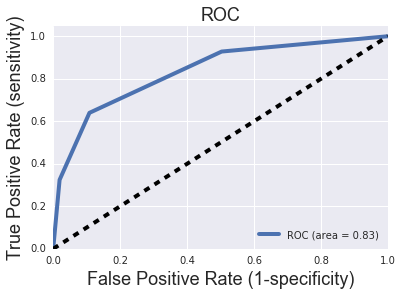 ROC
True Positive Rate (sensitivity)
1.0
0.8
0.6
0.4
0.2
0.0
0.0 0.2 0.4 0.6 0.8 1.0
ROC (area = 0.83)
False Positive Rate (1-specificity)